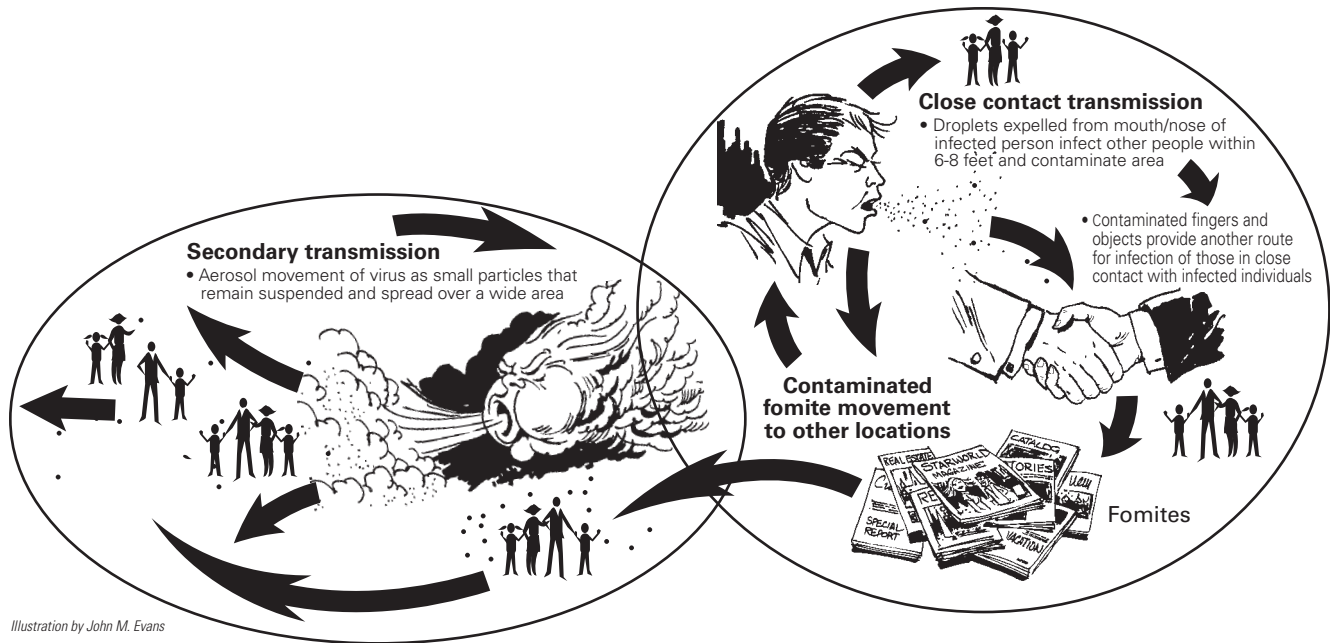 Close contact transmission
• Droplets expelled from mouth/nose of
infected person infect other people within
6-8 feet and contaminate area
• Contaminated fingers and
objects provide another route
for infection of those in close
contact with infected individuals
Secondary transmission
• Aerosol movement of virus as small particles that
remain suspended and spread over a wide area
Contaminated
fomite movement
to other locations
REAL ESTATE
STARWORLD
MAGAZINE
CATALOG
TORIES
SPECIAL
REPORT
VACATION
Fomites
Illustration by John M. Evans